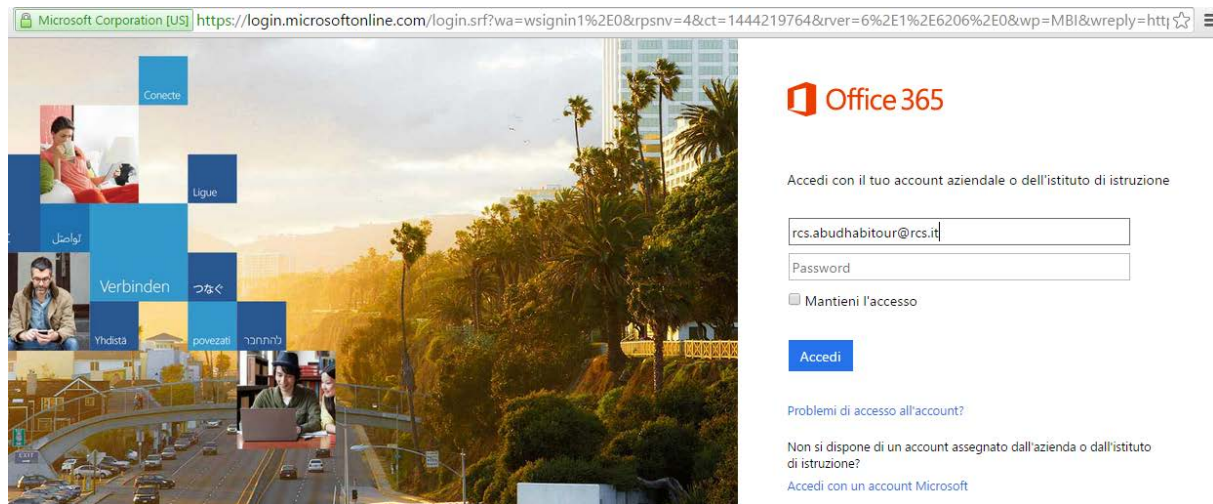 Microsoft Corporation [US] https://login.microsoftonline.com/login.srf?wa=wsignin1%2E0&rpsnv=4&ct=1444219764&rver=6%2E1%2E6206%2E0&wp=MBI&wreply=http
Conecte
Ligue
تواصَل
Verbinden
つなぐ
Yhdistä
povezati
להתחבר
EXIT
Office 365
Accedi con il tuo account aziendale o dell'istituto di istruzione
rcs.abudhabitour@rcs.it
Password
Mantieni l'accesso
Accedi
Problemi di accesso all'account?
Non si dispone di un account assegnato dall'azienda o dall'istituto
di istruzione?
Accedi con un account Microsoft